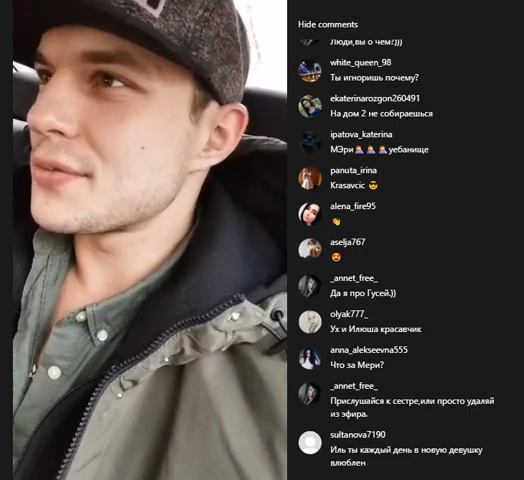 Hide comments
Люди,вы о чем?)))
white_queen_98
Ты игноришь почему?
ekaterinarozgon260491
На дом 2 не собираешься
ipatova_katerina
МЭри🤦‍♀️🤦‍♀️🤦‍♀️уебанище
panuta_irina
Krasavcic 😎
alena_fire95
👏
aselja767
😍
_annet_free_
Да я про Гусей.))
olyak777_
Ух и Илюша красавчик
anna_alekseevna555
Что за Мери?
_annet_free_
Прислушайся к сестре,или просто удаляй
из эфира.
sultanova7190
Иль ты каждый день в новую девушку
влюблен